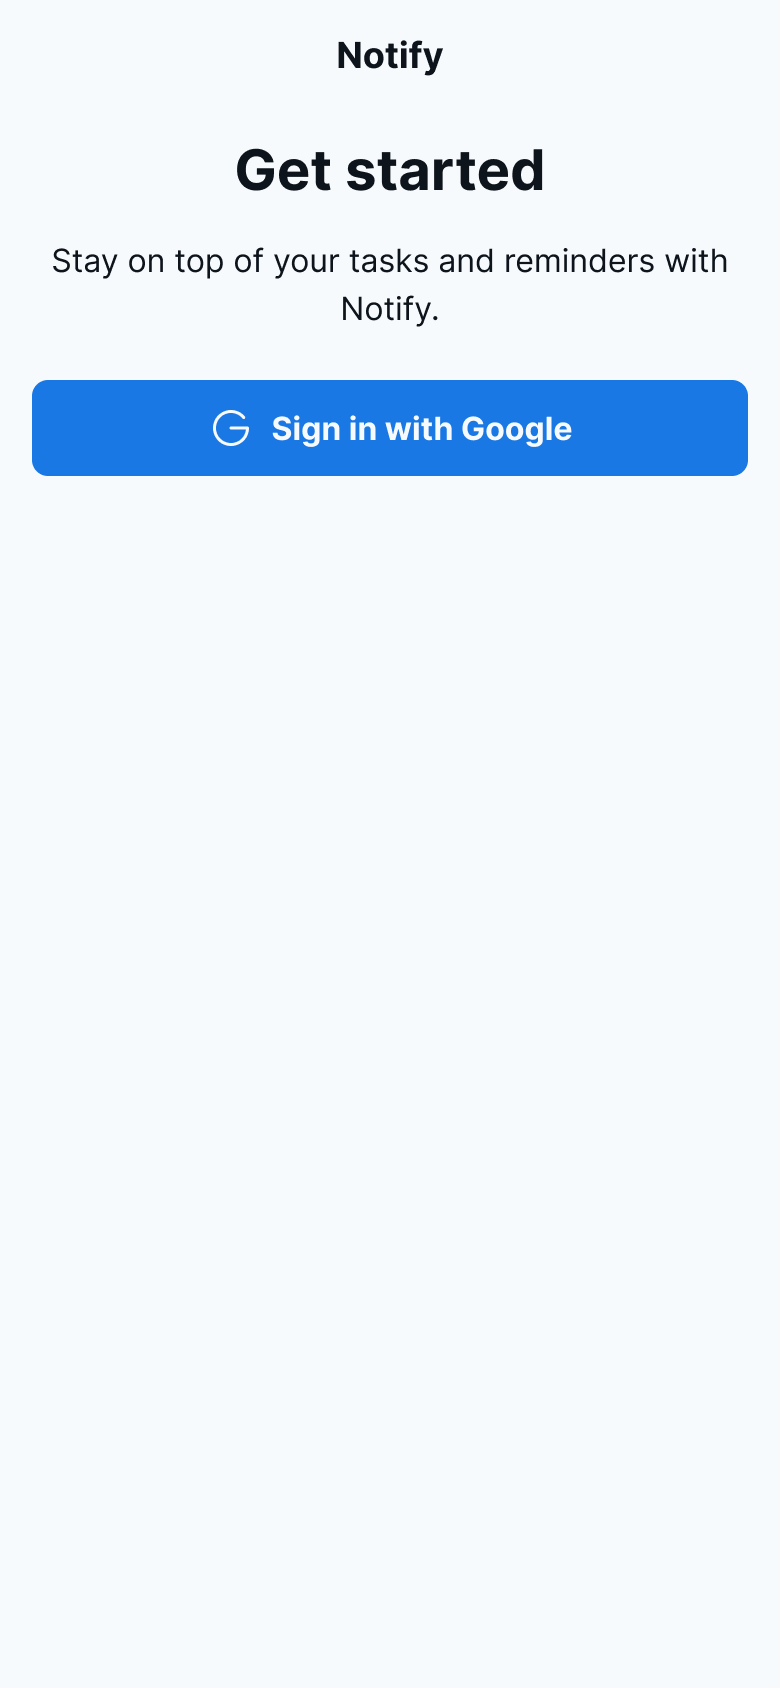 Notify
Get started
Stay on top of your tasks and reminders with
Notify.
Sign in with Google